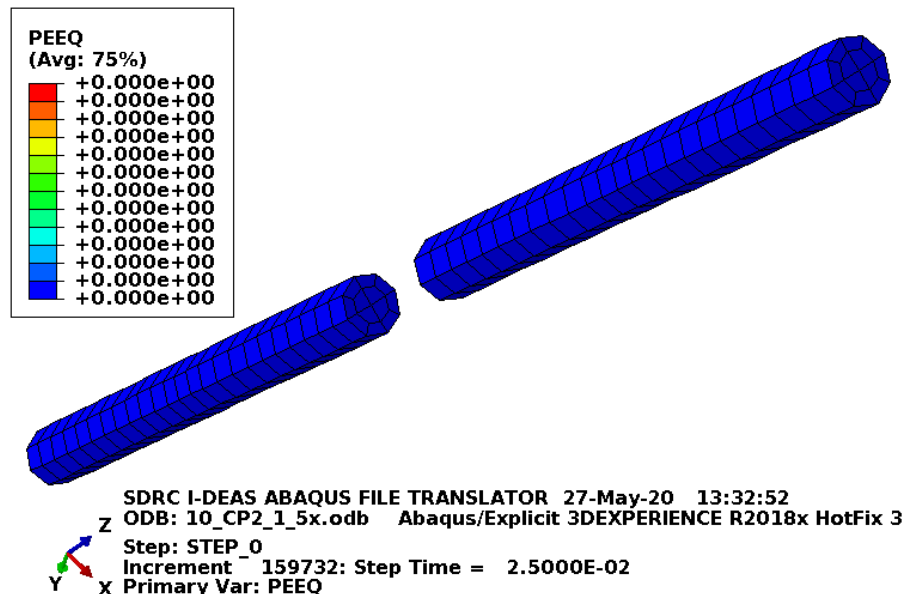 PEEQ
(Avg: 75%)
+0.000e+00
+0.000e+00
+0.000e+00
+0.000e+00
+0.000e+00
+0.000e+00
+0.000e+00
+0.000e+00
+0.000e+00
+0.000e+00
+0.000e+00
+0.000e+00
+0.000e+00
SDRC I-DEAS ABAQUS FILE TRANSLATOR 27-May-20 13:32:52
ODB: 10_CP2_1_5x.odb Abaqus/Explicit 3DEXPERIENCE R2018x HotFix 3
Step: STEP_0
Increment 159732: Step Time = 2.5000E-02
Primary Var: PEEQ
Z
Y
X